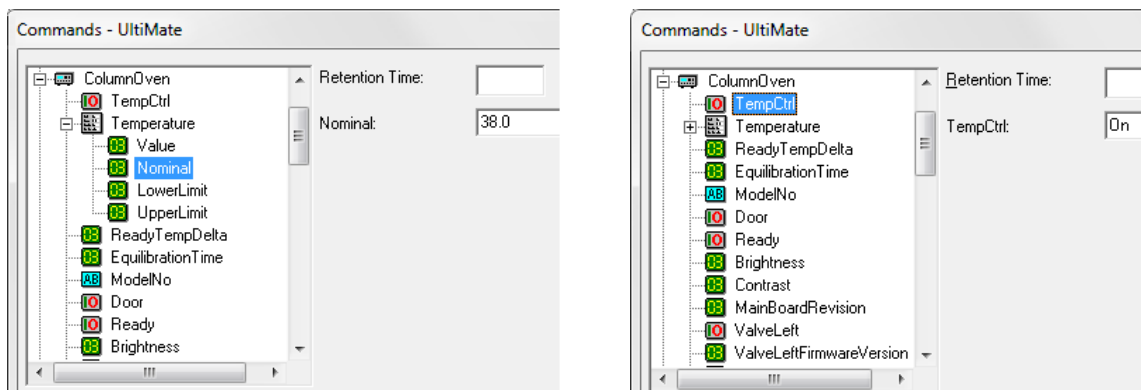 Commands - UltiMate
ColumnOven
TempCtrl
Temperature
Value
Nominal
LowerLimit
UpperLimit
ReadyTempDelta
EquilibrationTime
ModelNo
Door
Ready
Brightness
Retention Time:
Nominal: 38.0
Commands - UltiMate
ColumnOven
TempCtrl
Temperature
ReadyTempDelta
EquilibrationTime
ModelNo
Door
Ready
Brightness
Contrast
MainBoardRevision
ValveLeft
ValveLeftFirmwareVersion
Retention Time:
TempCtrl: On